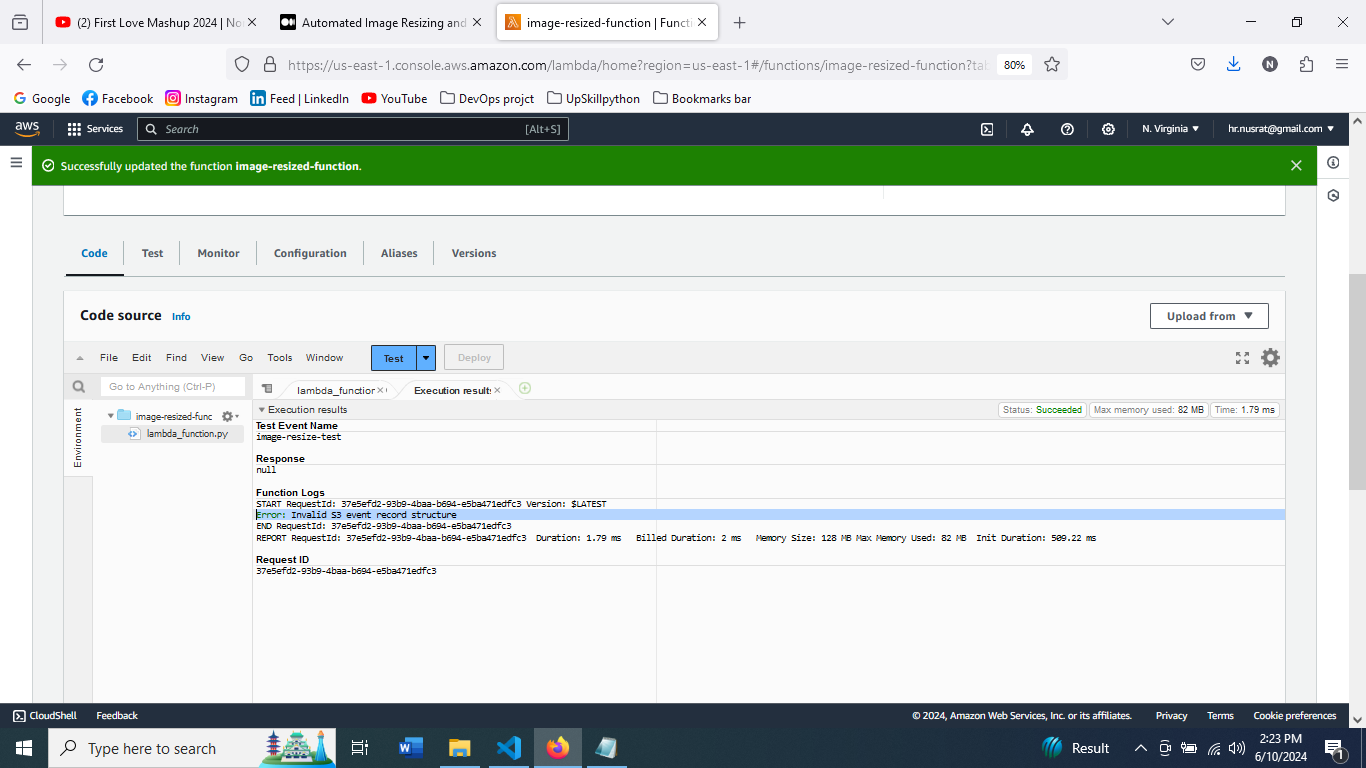 (2) First Love Mashup 2024 | No
Automated Image Resizing and
image-resized-function | Functi
https://us-east-1.console.aws.amazon.com/lambda/home?region=us-east-1#/functions/image-resized-function?tab
80%
N
Google
Facebook
Instagram
Feed | LinkedIn
YouTube
DevOps projct
UpSkillpython
Bookmarks bar
aws
Services
Search
[Alt+S]
N. Virginia
hr.nusrat@gmail.com
Successfully updated the function image-resized-function.
Code
Test
Monitor
Configuration
Aliases
Versions
Code source Info
Upload from
File Edit Find View Go Tools Window
Test
Deploy
Go to Anything (Ctrl-P)
lambda_function
Execution results
Environment
image-resized-func
lambda_function.py
Execution results
Status: Succeeded
Max memory used: 82 MB
Time: 1.79 ms
Test Event Name
image-resize-test
Response
null
Function Logs
START RequestId: 37e5efd2-93b9-4baa-b694-e5ba471edfc3 Version: $LATEST
Error: Invalid S3 event record structure
END RequestId: 37e5efd2-93b9-4baa-b694-e5ba471edfc3
REPORT RequestId: 37e5efd2-93b9-4baa-b694-e5ba471edfc3 Duration: 1.79 ms Billed Duration: 2 ms Memory Size: 128 MB Max Memory Used: 82 MB Init Duration: 509.22 ms
Request ID
37e5efd2-93b9-4baa-b694-e5ba471edfc3
CloudShell
Feedback
© 2024, Amazon Web Services, Inc. or its affiliates.
Privacy
Terms
Cookie preferences
Type here to search
Result
2:23 PM
6/10/2024
1